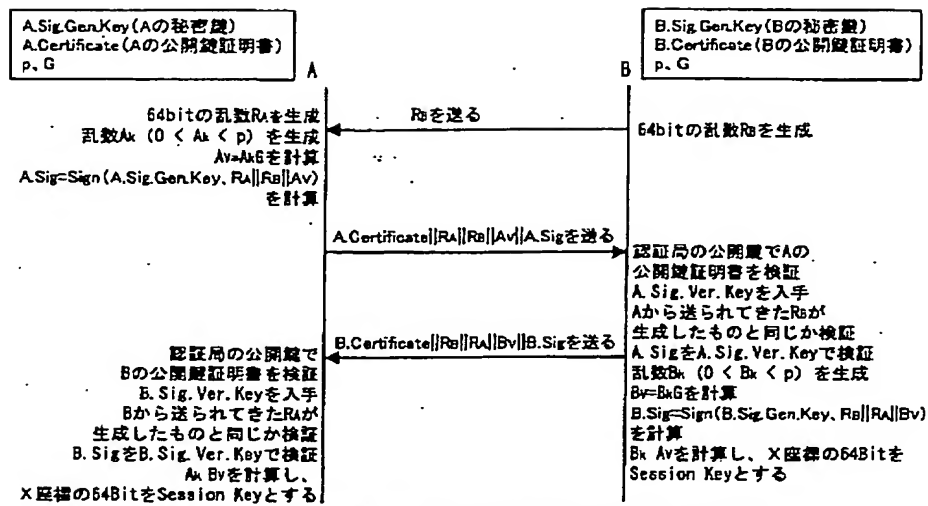 A.Sig.Gen.Key(Aの秘密鍵)
A.Certificate(Aの公開鍵証明書)
p、G
A
B.Sig.Gen.Key(Bの秘密鍵)
B.Certificate(Bの公開鍵証明書)
p、G
B
64bitの乱数RAを生成
乱数Ak (0 < Ak < p) を生成
Av=AkGを計算
A.Sig=Sign(A.Sig.Gen.Key、RA||RB||Av)
を計算
RBを送る
64bitの乱数RBを生成
A.Certificate||RA||RB||Av||A.Sigを送る
認証局の公開鍵でAの
公開鍵証明書を検証
A.Sig.Ver.Keyを入手
Aから送られてきたRBが
生成したものと同じか検証
A.SigをA.Sig.Ver.Keyで検証
乱数Bk (0 < Bk < p) を生成
Bv=BkGを計算
B.Sig=Sign(B.Sig.Gen.Key、RB||RA||Bv)
を計算
Bk Avを計算し、X座標の64Bitを
Session Keyとする
B.Certificate||RB||RA||Bv||B.Sigを送る
認証局の公開鍵で
Bの公開鍵証明書を検証
B.Sig.Ver.Keyを入手
Bから送られてきたRAが
生成したものと同じか検証
B.SigをB.Sig.Ver.Keyで検証
Ak Bvを計算し、
X座標の64BitをSession Keyとする